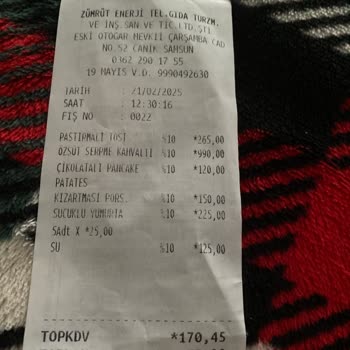 ZÜMRÜT ENERJİ TEL.GIDA TURZM.
VE İNŞ.SAN VE TİC.LTD.ŞTİ
ESKİ OTOGAR MEVKİİ ÇARŞAMBA CAD
NO.52 CANİK SAMSUN
0362 290 17 55
19 MAYIS V.D. 9990492630
TARİH : 21/02/2025
SAAT : 12:30:16
FİŞ NO : 0022
PASTIRMALI TOST %10 *265,00
ÖZSÜT SERPME KAHVALTI %10 *990,00
ÇİKOLATALI PANCAKE %10 *120,00
PATATES
KIZARTMASI PORS. %10 *150,00
SUCUKLU YUMURTA %10 *225,00
5Adt X *25,00
SU %10 *125,00
TOPKDV *170,45